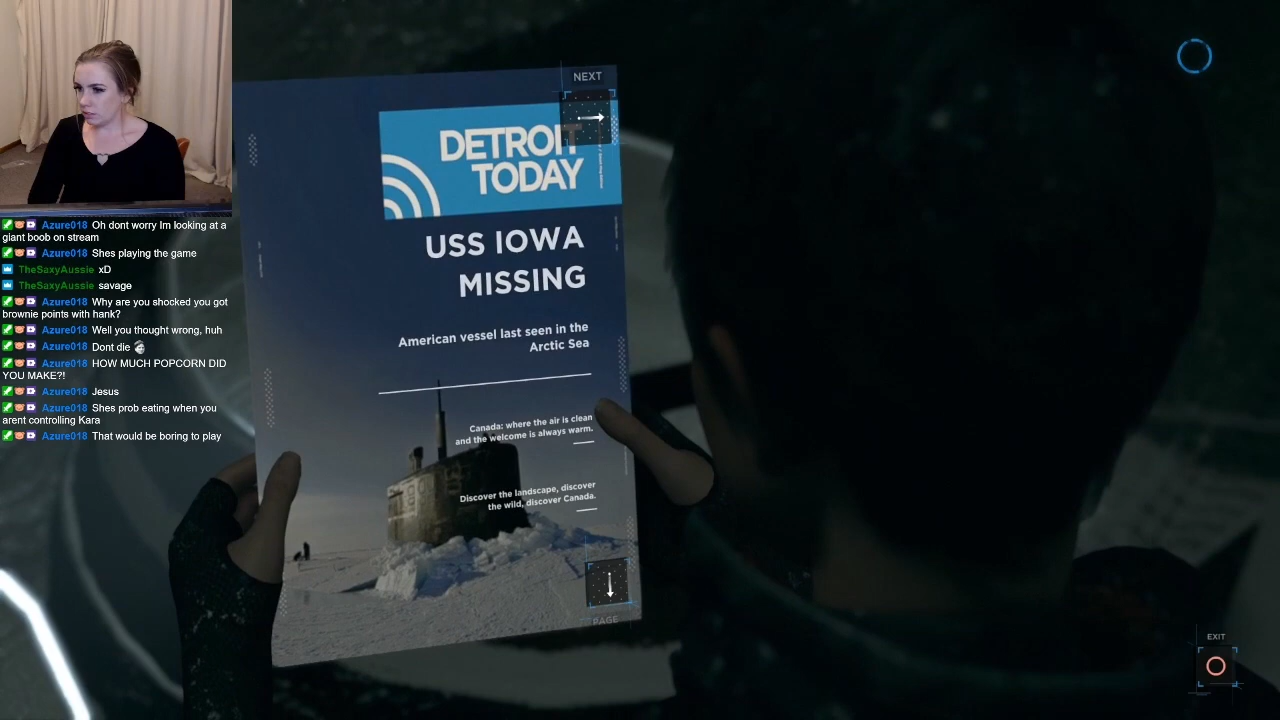 Azure018 Oh dont worry Im looking at a
giant boob on stream
Azure018 Shes playing the game
TheSaxyAussie xD
TheSaxyAussie savage
Azure018 Why are you shocked you got
brownie points with hank?
Azure018 Well you thought wrong, huh
Azure018 Dont die
Azure018 HOW MUCH POPCORN DID
YOU MAKE?!
Azure018 Jesus
Azure018 Shes prob eating when you
arent controlling Kara
Azure018 That would be boring to play
NEXT
DETROIT
TODAY
USS IOWA
MISSING
American vessel last seen in the
Arctic Sea
Canada: where the air is clean
and the welcome is always warm.
Discover the landscape, discover
the wild, discover Canada.
PAGE
EXIT